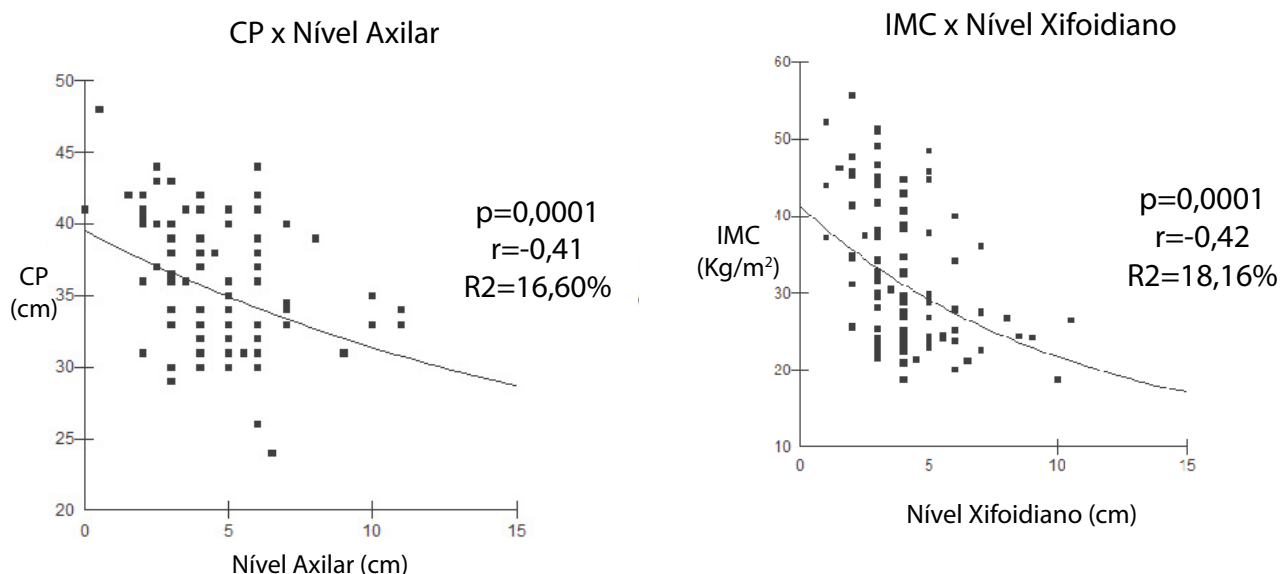 CP x Nível Axilar
50
45
40
35
30
25
20
CP
(cm)
p=0,0001
r=-0,41
R2=16,60%
0
5
10
15
Nível Axilar (cm)
IMC x Nível Xifoidiano
60
50
40
30
20
10
IMC
(Kg/m²)
p=0,0001
r=-0,42
R2=18,16%
0
5
10
15
Nível Xifoidiano (cm)